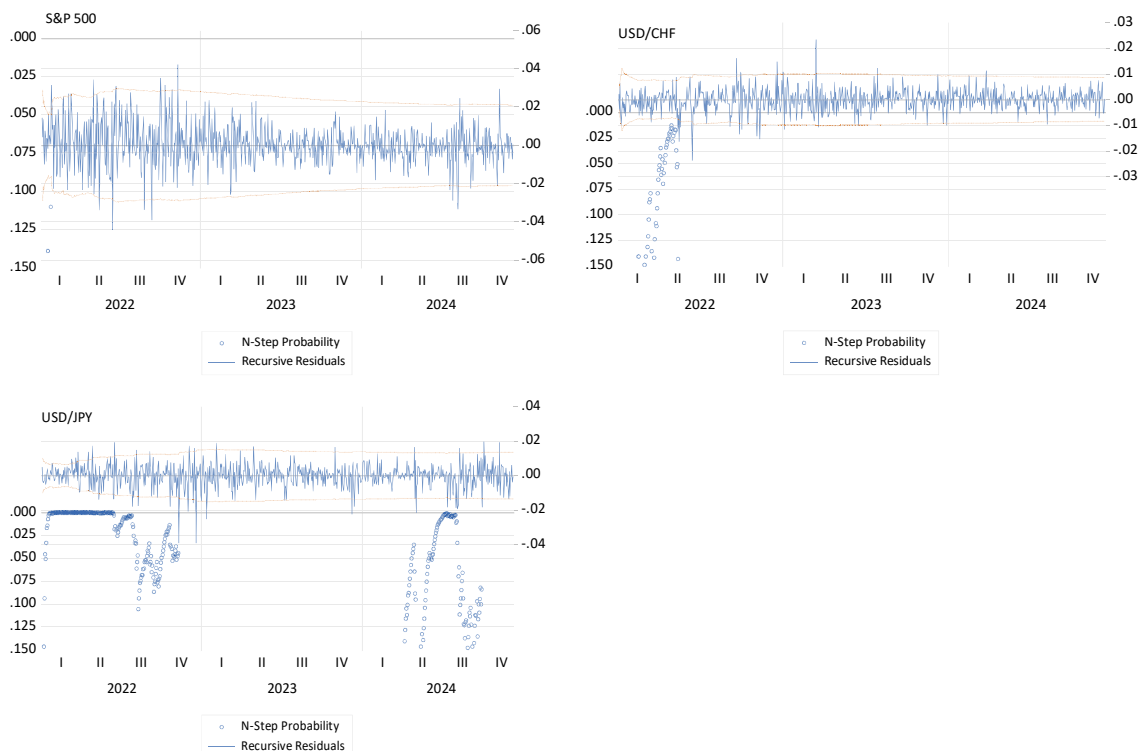 S&P 500
.000
.025
.050
.075
.100
.125
.150
.06
.04
.02
.00
-.02
-.04
-.06
I II III IV I II III IV I II III IV
2022 2023 2024
N-Step Probability
Recursive Residuals
USD/CHF
.03
.02
.01
.00
-.01
-.02
-.03
.000
.025
.050
.075
.100
.125
.150
I II III IV I II III IV I II III IV
2022 2023 2024
N-Step Probability
Recursive Residuals
USD/JPY
.04
.02
.00
-.02
-.04
.000
.025
.050
.075
.100
.125
.150
I II III IV I II III IV I II III IV
2022 2023 2024
N-Step Probability
Recursive Residuals